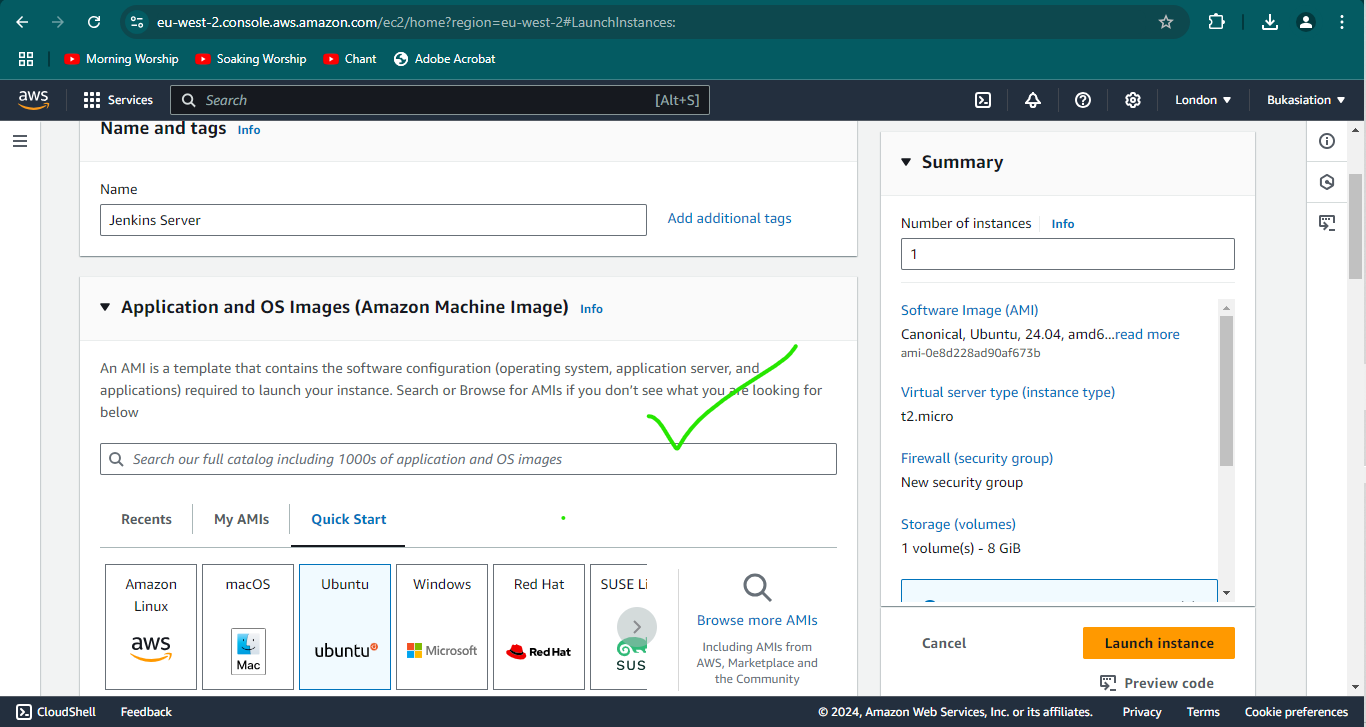 eu-west-2.console.aws.amazon.com/ec2/home?region=eu-west-2#LaunchInstances:
Morning Worship
Soaking Worship
Chant
Adobe Acrobat
aws
Services
Search
[Alt+S]
London
Bukasiation
Name and tags Info
Name
Jenkins Server
Add additional tags
Application and OS Images (Amazon Machine Image) Info
An AMI is a template that contains the software configuration (operating system, application server, and
applications) required to launch your instance. Search or Browse for AMIs if you don't see what you are looking for
below
Search our full catalog including 1000s of application and OS images
Recents
My AMIs
Quick Start
Amazon
Linux
aws
macOS
Mac
Ubuntu
ubuntu
Windows
Microsoft
Red Hat
Red Hat
SUSE Li
SUS
Browse more AMIs
Including AMIs from
AWS, Marketplace and
the Community
Summary
Number of instances Info
1
Software Image (AMI)
Canonical, Ubuntu, 24.04, amd6...read more
ami-0e8d228ad90af673b
Virtual server type (instance type)
t2.micro
Firewall (security group)
New security group
Storage (volumes)
1 volume(s) - 8 GiB
Cancel
Launch instance
Preview code
CloudShell
Feedback
© 2024, Amazon Web Services, Inc. or its affiliates.
Privacy
Terms
Cookie preferences